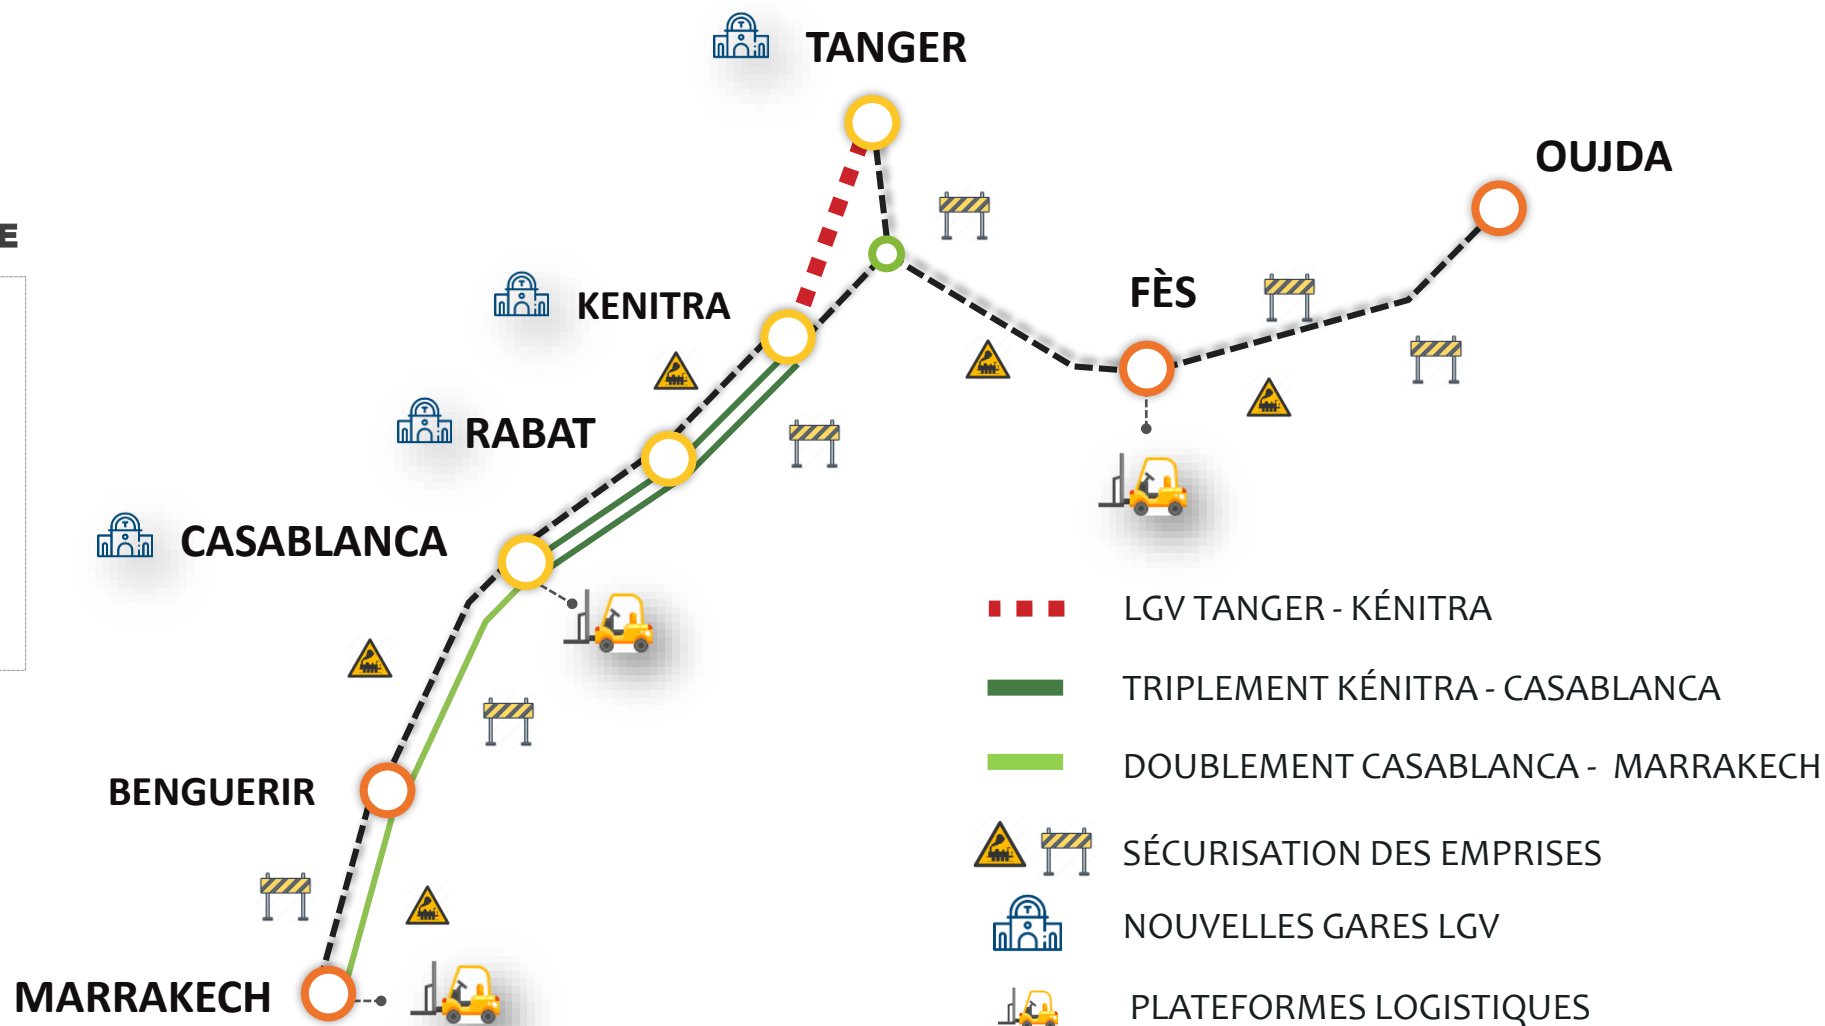 TANGER
OUJDA
E
FÈS
KENITRA
RABAT
CASABLANCA
BENGUERIR
MARRAKECH
LGV TANGER - KÉNITRA
TRIPLEMENT KÉNITRA - CASABLANCA
DOUBLEMENT CASABLANCA - MARRAKECH
SÉCURISATION DES EMPRISES
NOUVELLES GARES LGV
PLATEFORMES LOGISTIQUES